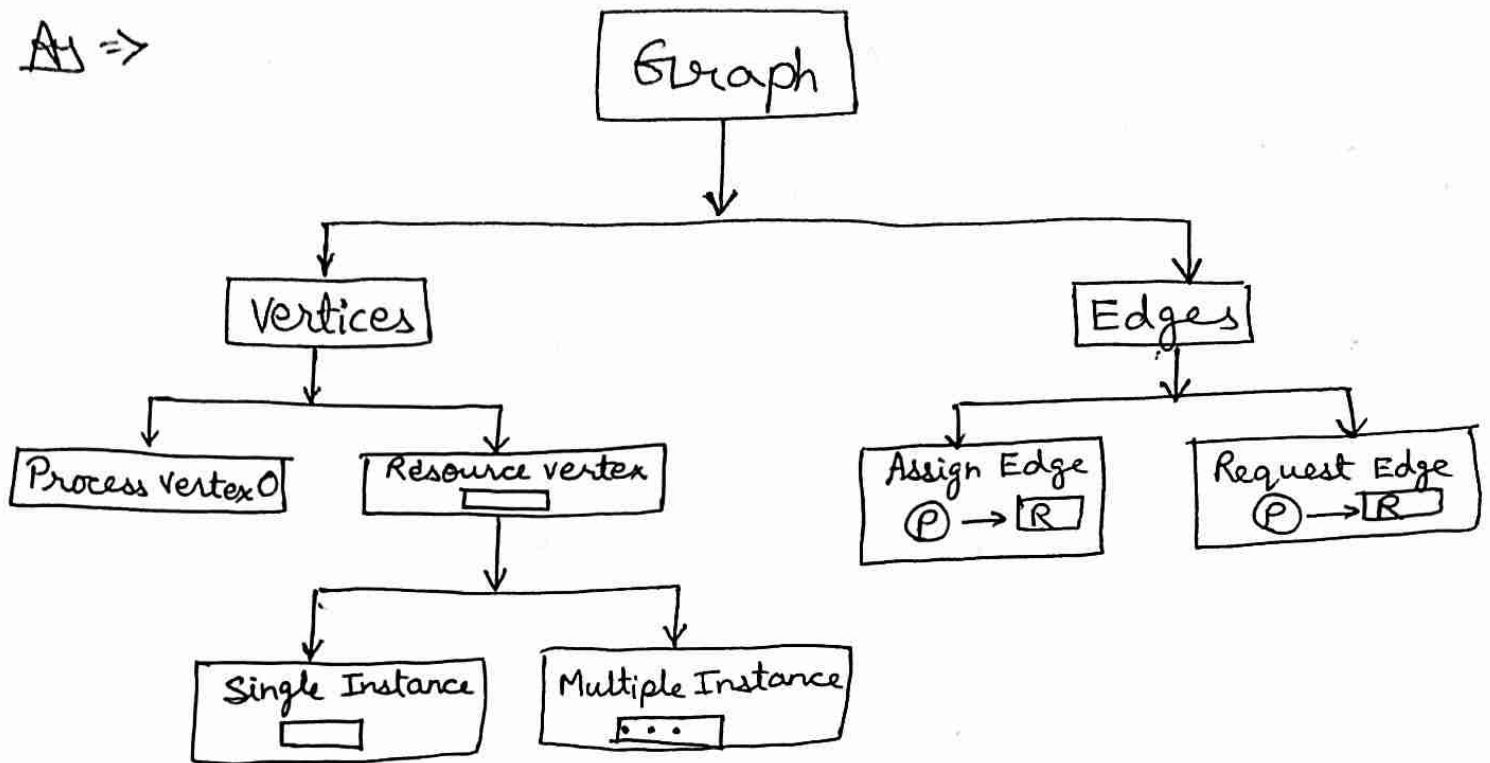 Ay =>
Graph
Vertices
Edges
Process Vertex O
Resource vertex
Assign Edge
P → R
Request Edge
P → R
Single Instance
Multiple Instance